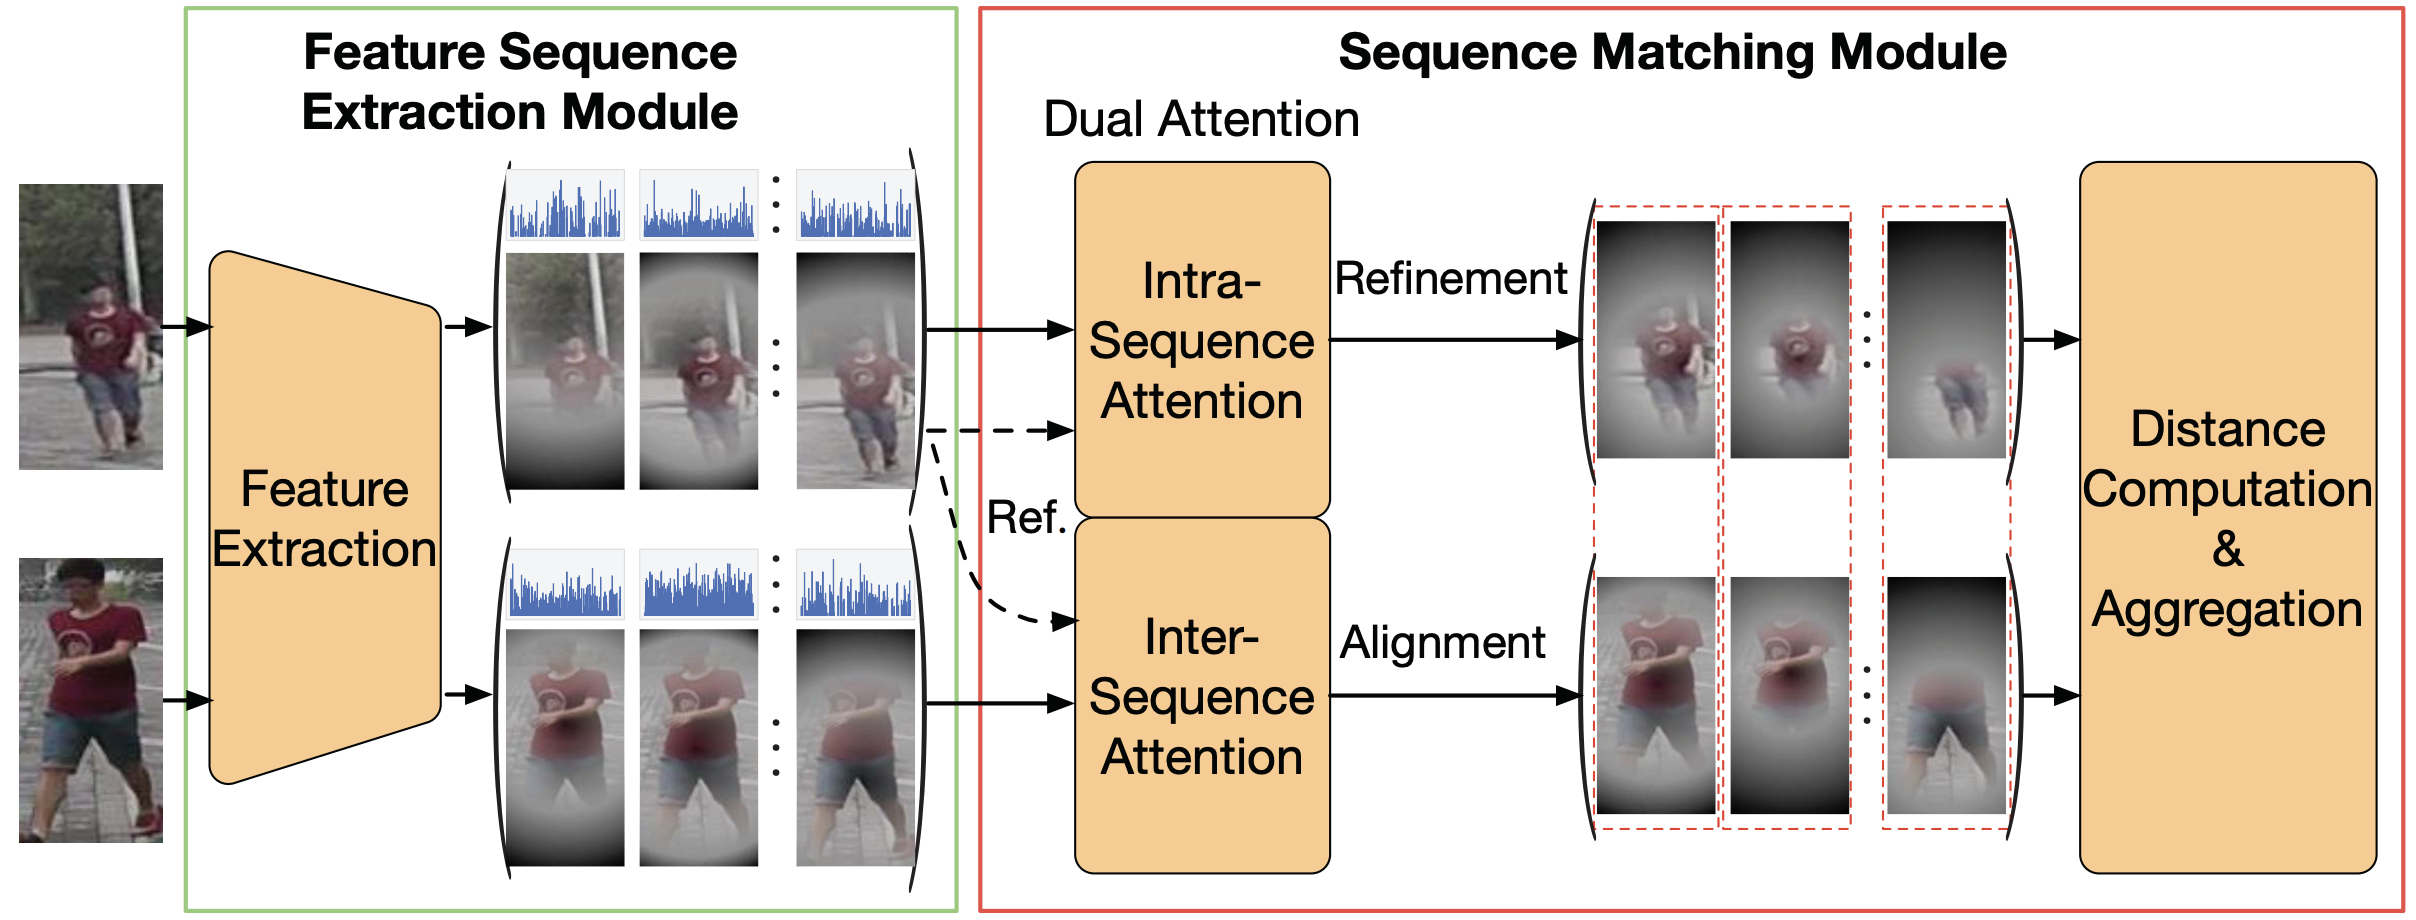 Feature Sequence
Extraction Module
Sequence Matching Module
Dual Attention
Feature
Extraction
Ref.
Intra-
Sequence
Attention
Inter-
Sequence
Attention
Refinement
Alignment
Distance
Computation
&
Aggregation